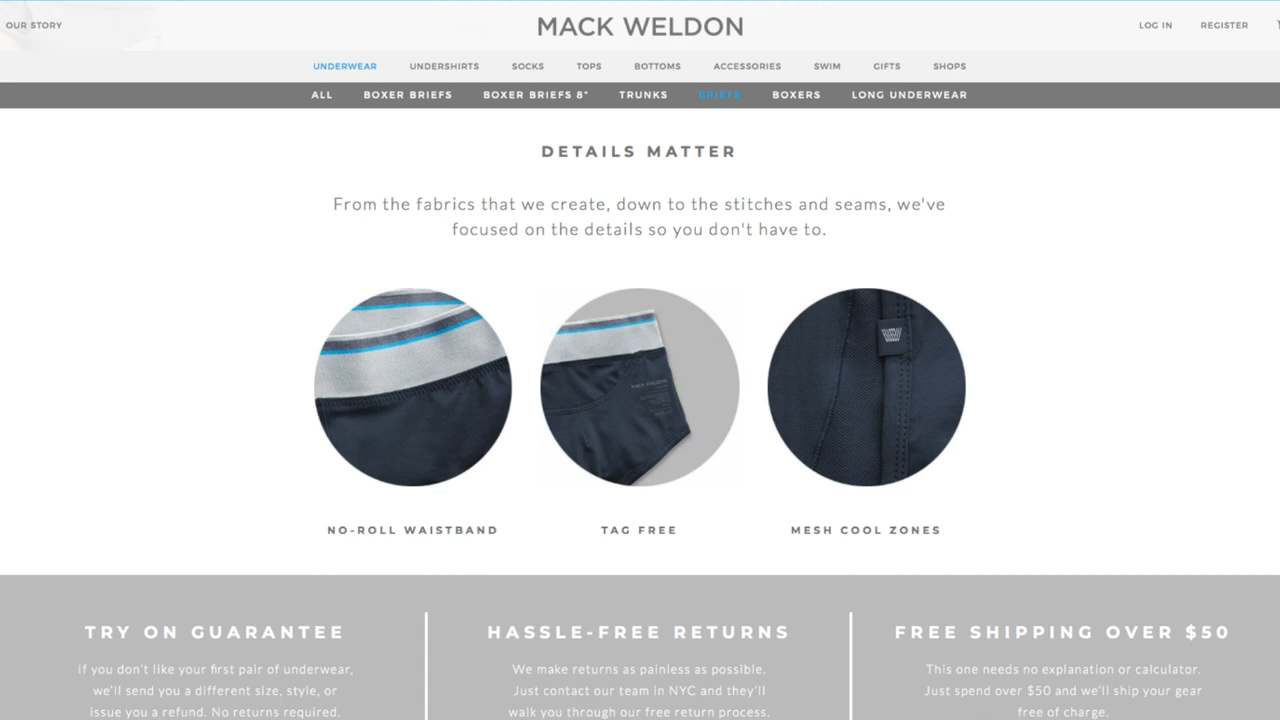 OUR STORY
MACK WELDON
LOG IN
REGISTER
UNDERWEAR UNDERSHIRTS SOCKS TOPS BOTTOMS ACCESSORIES SWIM GIFTS SHOPS
ALL BOXER BRIEFS BOXER BRIEFS 8" TRUNKS BRIEFS BOXERS LONG UNDERWEAR
DETAILS MATTER
From the fabrics that we create, down to the stitches and seams, we've
focused on the details so you don't have to.
MACK WELDON
NO-ROLL WAISTBAND
TAG FREE
MESH COOL ZONES
TRY ON GUARANTEE
If you don't like your first pair of underwear,
we'll send you a different size, style, or
issue you a refund. No returns required.
HASSLE-FREE RETURNS
We make returns as painless as possible.
Just contact our team in NYC and they'll
walk you through our free return process.
FREE SHIPPING OVER $50
This one needs no explanation or calculator.
Just spend over $50 and we'll ship your gear
free of charge.